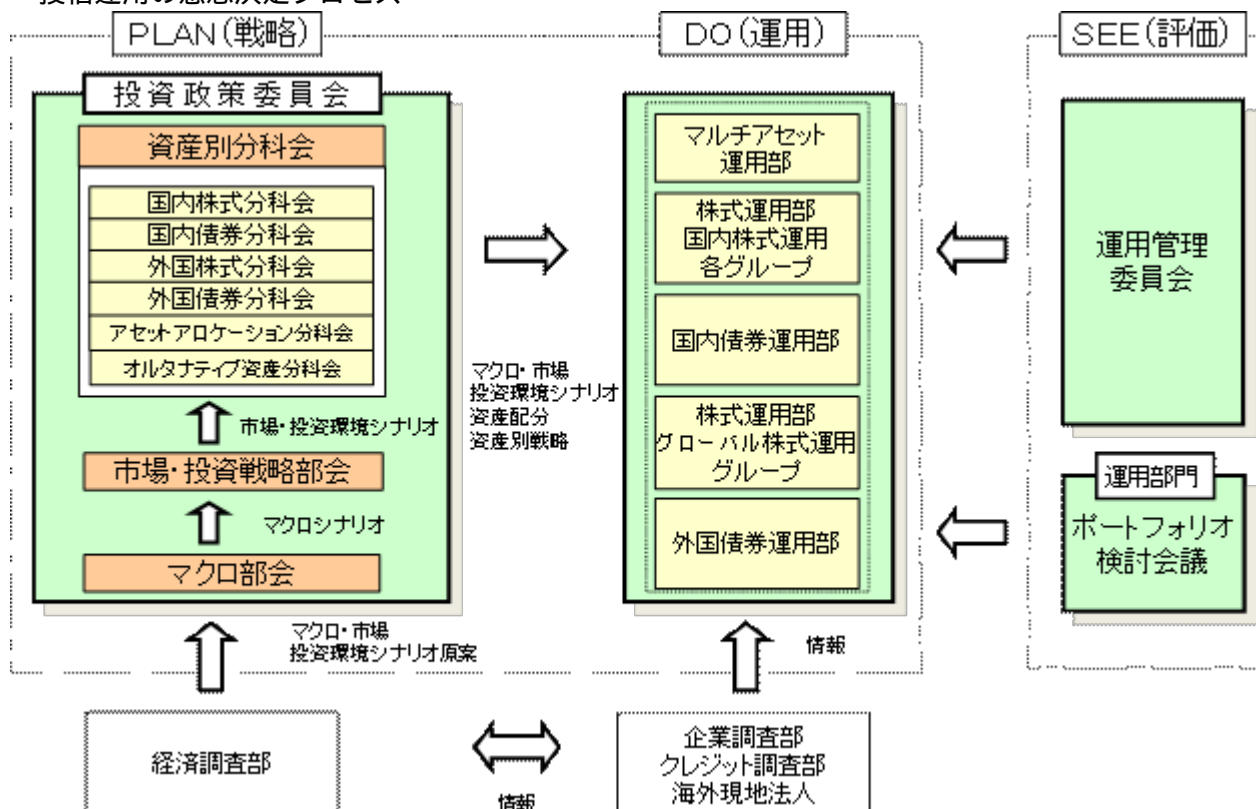 投信運用の意思決定プロセス
PLAN(戦略)
投資政策委員会
資産別分科会
国内株式分科会
国内債券分科会
外国株式分科会
外国債券分科会
アセットアロケーション分科会
オルタナティブ資産分科会
市場・投資環境シナリオ
市場・投資戦略部会
マクロシナリオ
マクロ部会
マクロ・市場
投資環境シナリオ原案
経済調査部
マクロ・市場
投資環境シナリオ
資産配分
資産別戦略
DO(運用)
マルチアセット
運用部
株式運用部
国内株式運用
各グループ
国内債券運用部
株式運用部
グローバル株式運用
グループ
外国債券運用部
情報
情報
企業調査部
クレジット調査部
海外現地法人
SEE(評価)
運用管理
委員会
運用部門
ポートフォリオ
検討会議